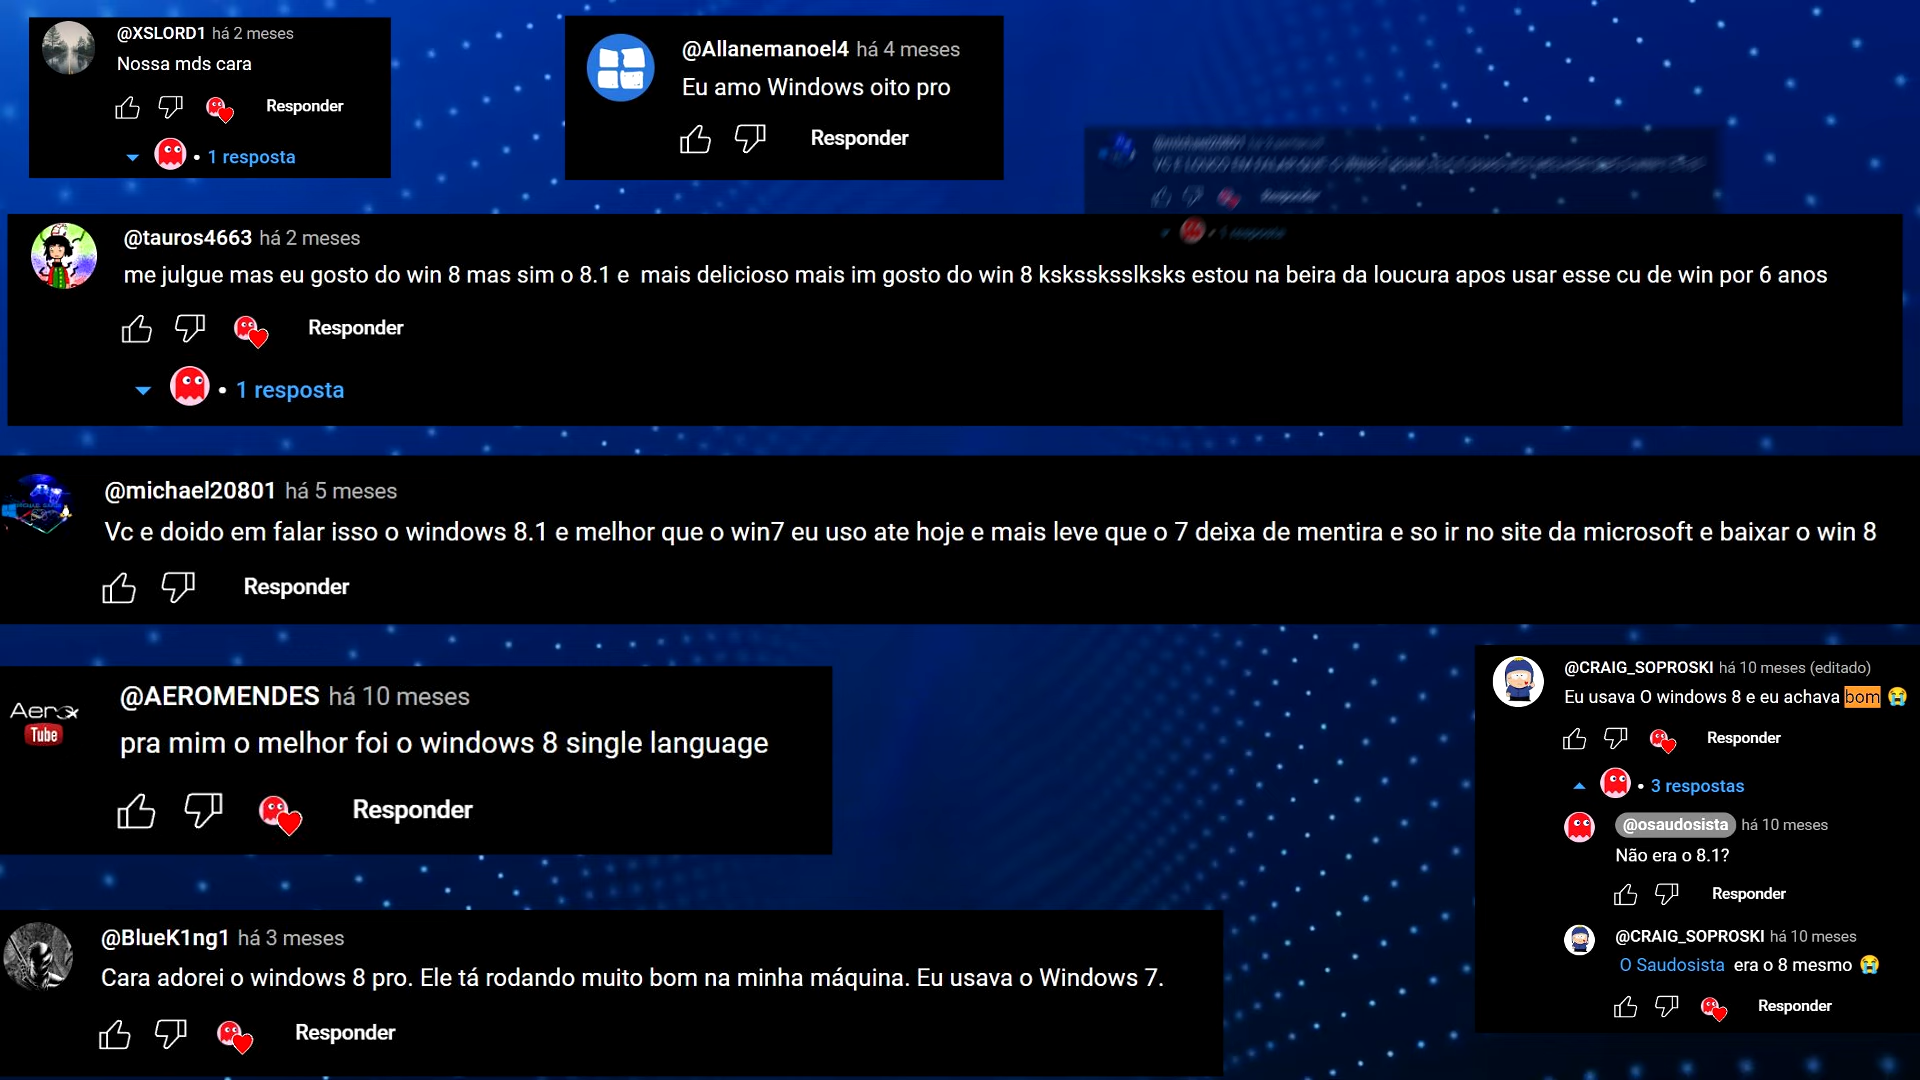 @XSLORD1 há 2 meses
Nossa mds cara
Responder
• 1 resposta
@Allanemanoel4 há 4 meses
Eu amo Windows oito pro
Responder
Responder
1 resposta
@tauros4663 há 2 meses
me julgue mas eu gosto do win 8 mas sim o 8.1 e mais delicioso mais im gosto do win 8 ksksskssIksks estou na beira da loucura apos usar esse cu de win por 6 anos
Responder
• 1 resposta
@michael20801 há 5 meses
Vc e doido em falar isso o windows 8.1 e melhor que o win7 eu uso ate hoje e mais leve que o 7 deixa de mentira e so ir no site da microsoft e baixar o win 8
Responder
Aerox
Tube
@AEROMENDES há 10 meses
pra mim o melhor foi o windows 8 single language
Responder
@CRAIG_SOPROSKI há 10 meses (editado)
Eu usava O windows 8 e eu achava bom 😭
Responder
• 3 respostas
@osaudosista há 10 meses
Não era o 8.1?
Responder
@CRAIG_SOPROSKI há 10 meses
O Saudosista era o 8 mesmo 😭
Responder
@BlueK1ng1 há 3 meses
Cara adorei o windows 8 pro. Ele tá rodando muito bom na minha máquina. Eu usava o Windows 7.
Responder